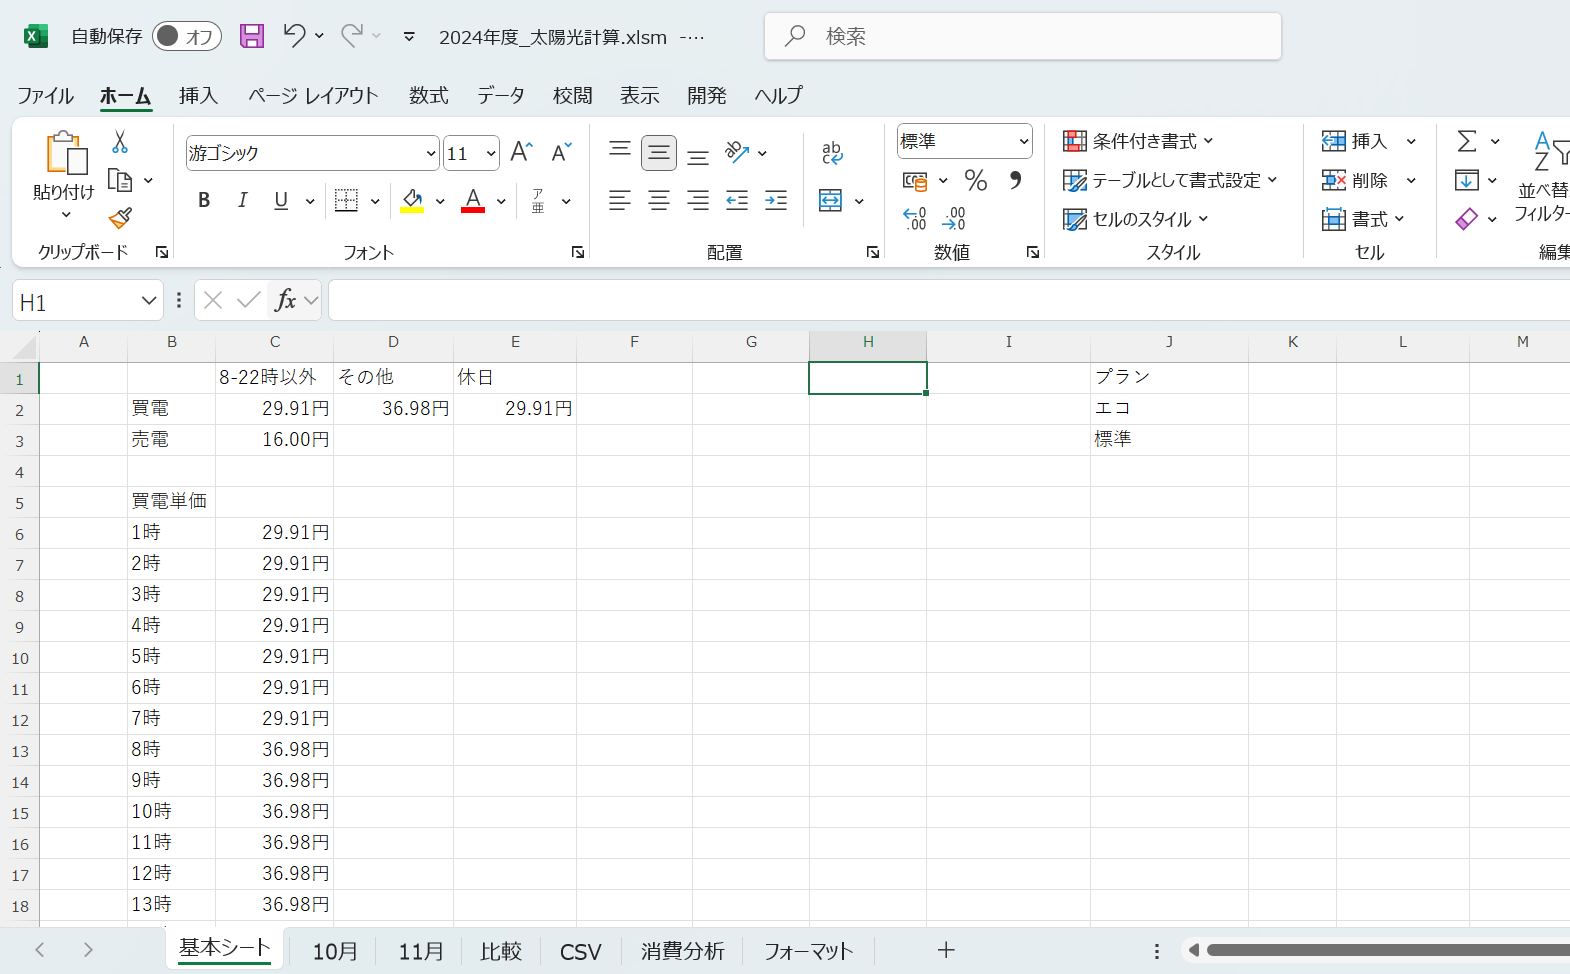 自動保存 オフ 2024年度_太陽光計算.xlsm -… 検索
ファイル ホーム 挿入 ページ レイアウト 数式 データ 校閲 表示 開発 ヘルプ
貼り付け
クリップボード
游ゴシック 11
B I U A ア亜
フォント
ab
配置
標準
% 9
.00 .00
数値
条件付き書式
テーブルとして書式設定
セルのスタイル
スタイル
挿入
削除
書式
セル
Σ
並べ替
フィルター
編集
H1 fx
A B C D E F G H I J K L M
1 8-22時以外 その他 休日 プラン
2 買電 29.91円 36.98円 29.91円 エコ
3 売電 16.00円 標準
4
5 買電単価
6 1時 29.91円
7 2時 29.91円
8 3時 29.91円
9 4時 29.91円
10 5時 29.91円
11 6時 29.91円
12 7時 29.91円
13 8時 36.98円
14 9時 36.98円
15 10時 36.98円
16 11時 36.98円
17 12時 36.98円
18 13時 36.98円
基本シート 10月 11月 比較 CSV 消費分析 フォーマット +